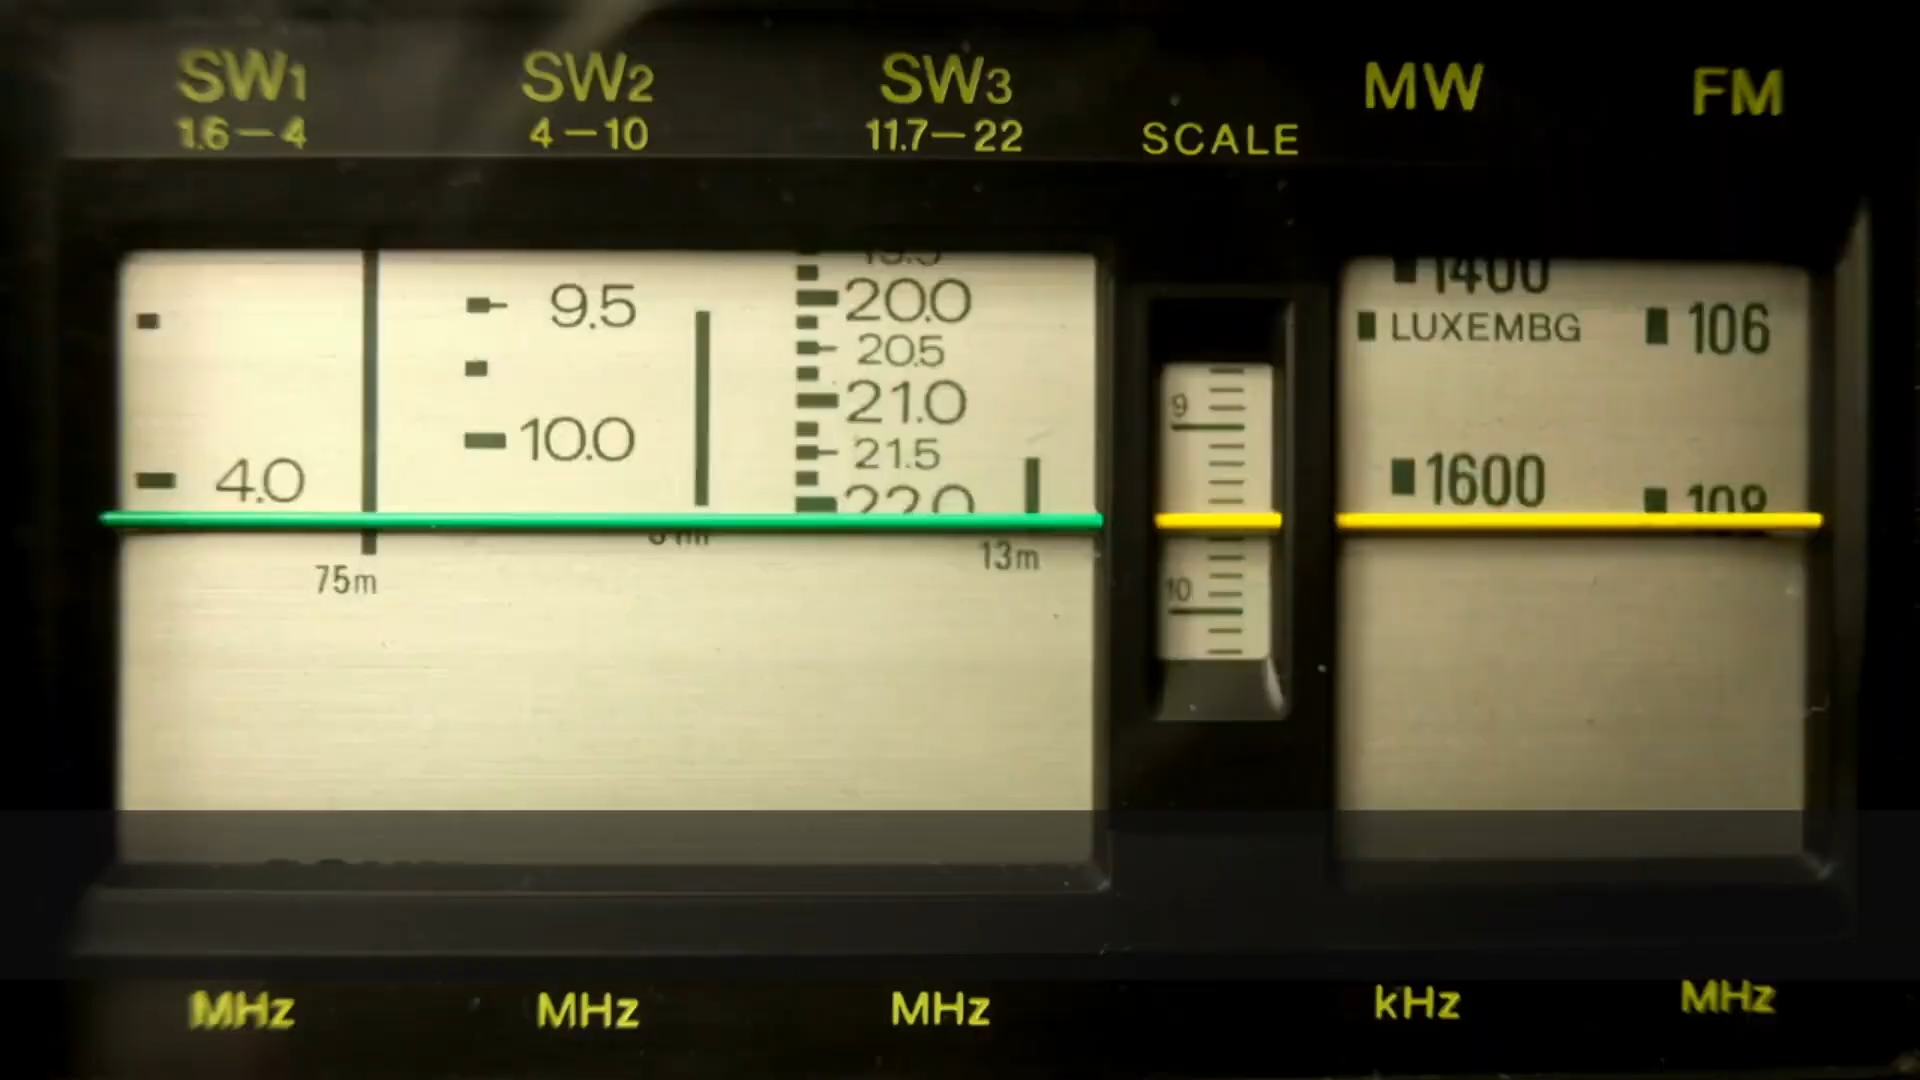 SW1
1.6–4
SW2
4–10
SW3
11.7–22
SCALE
MW
FM
4.0
75m
9.5
10.0
20.0
20.5
21.0
21.5
22.0
13m
9
10
1400
LUXEMBG
1600
106
108
MHz
MHz
MHz
kHz
MHz